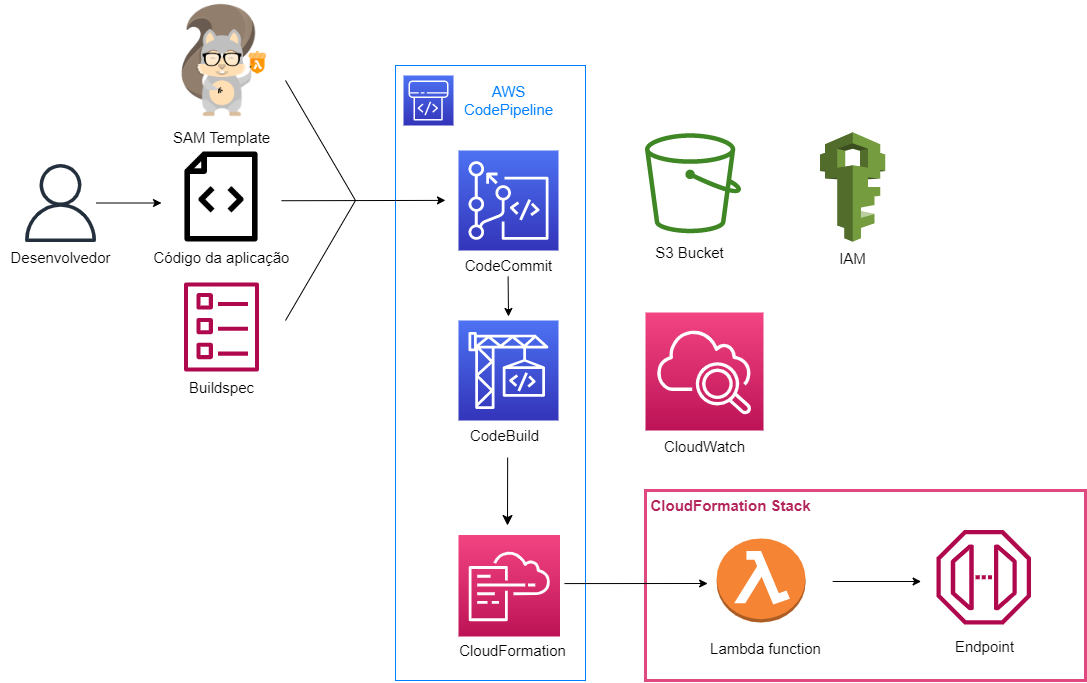 SAM Template
Desenvolvedor
Código da aplicação
Buildspec
AWS
CodePipeline
CodeCommit
CodeBuild
CloudFormation
S3 Bucket
IAM
CloudWatch
CloudFormation Stack
Lambda function
Endpoint